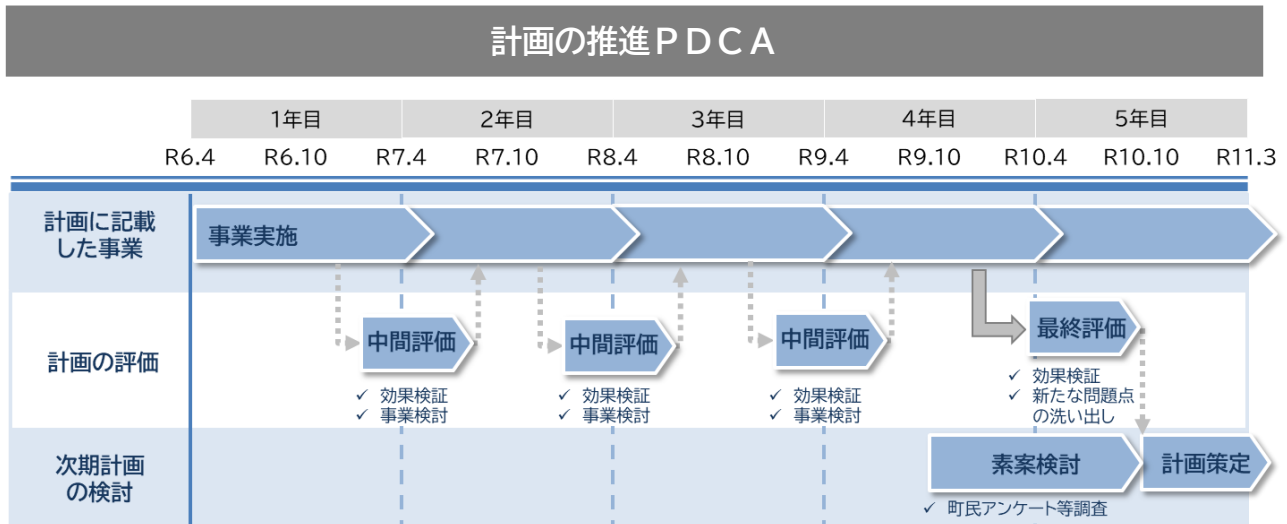 計画の推進ＰＤＣＡ
1年目 2年目 3年目 4年目 5年目
R6.4 R6.10 R7.4 R7.10 R8.4 R8.10 R9.4 R9.10 R10.4 R10.10 R11.3
計画に記載
した事業
事業実施
計画の評価
中間評価
✓ 効果検証
✓ 事業検討
中間評価
✓ 効果検証
✓ 事業検討
中間評価
✓ 効果検証
✓ 事業検討
最終評価
✓ 効果検証
✓ 新たな問題点
の洗い出し
次期計画
の検討
素案検討
✓ 町民アンケート等調査
計画策定